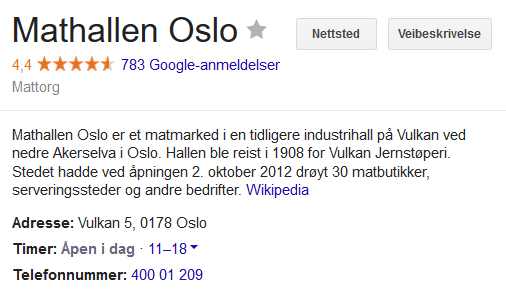 Mathallen Oslo
Nettsted
Veibeskrivelse
4,4 783 Google-anmeldelser
Mattorg
Mathallen Oslo er et matmarked i en tidligere industrihall på Vulkan ved
nedre Akerselva i Oslo. Hallen ble reist i 1908 for Vulkan Jernstøperi.
Stedet hadde ved åpningen 2. oktober 2012 drøyt 30 matbutikker,
serveringssteder og andre bedrifter. Wikipedia
Adresse: Vulkan 5, 0178 Oslo
Timer: Åpen i dag · 11–18
Telefonnummer: 400 01 209